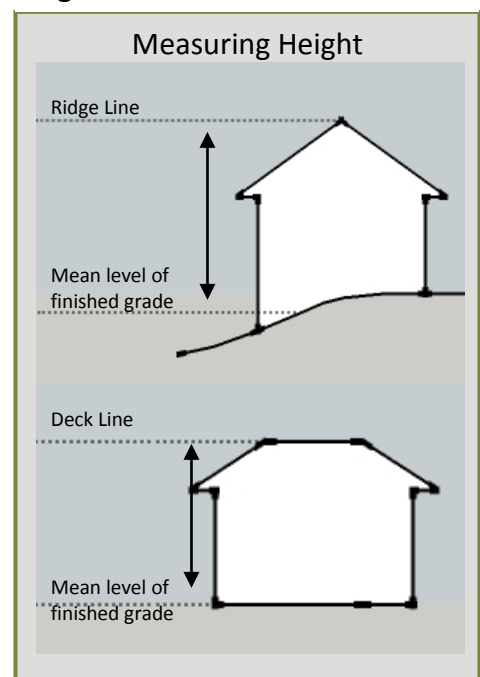 Measuring Height
Ridge Line
Mean level of
finished grade
Deck Line
Mean level of
finished grade